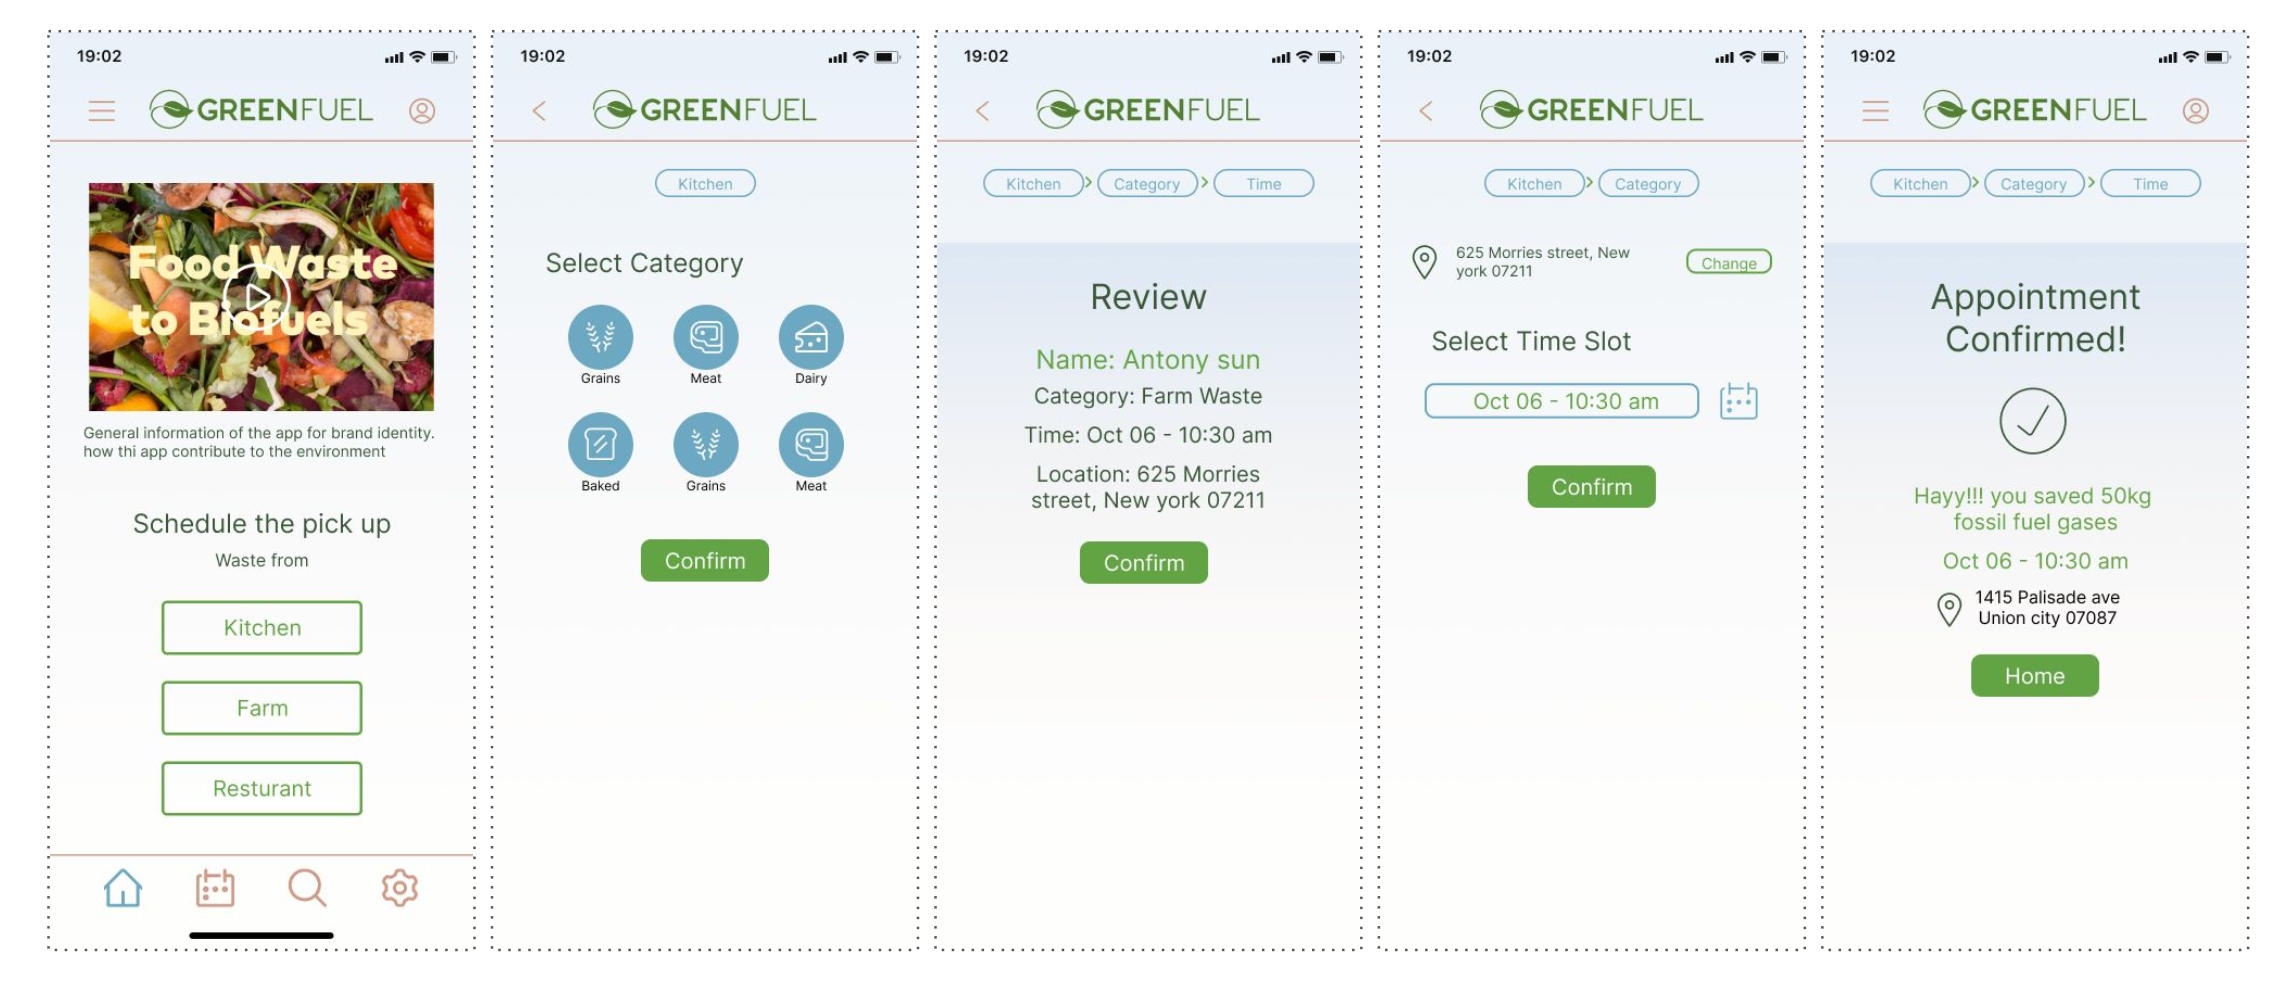 19:02
GREENFUEL
Food Waste
to Biofuels
General information of the app for brand identity.
how thi app contribute to the environment
Schedule the pick up
Waste from
Kitchen
Farm
Resturant
19:02
GREENFUEL
Kitchen
Select Category
Grains Meat Dairy
Baked Grains Meat
Confirm
19:02
GREENFUEL
Kitchen > Category > Time
Review
Name: Antony sun
Category: Farm Waste
Time: Oct 06 - 10:30 am
Location: 625 Morries
street, New york 07211
Confirm
19:02
GREENFUEL
Kitchen > Category
625 Morries street, New
york 07211
Change
Select Time Slot
Oct 06 - 10:30 am
Confirm
19:02
GREENFUEL
Kitchen > Category > Time
Appointment
Confirmed!
Hayy!!! you saved 50kg
fossil fuel gases
Oct 06 - 10:30 am
1415 Palisade ave
Union city 07087
Home